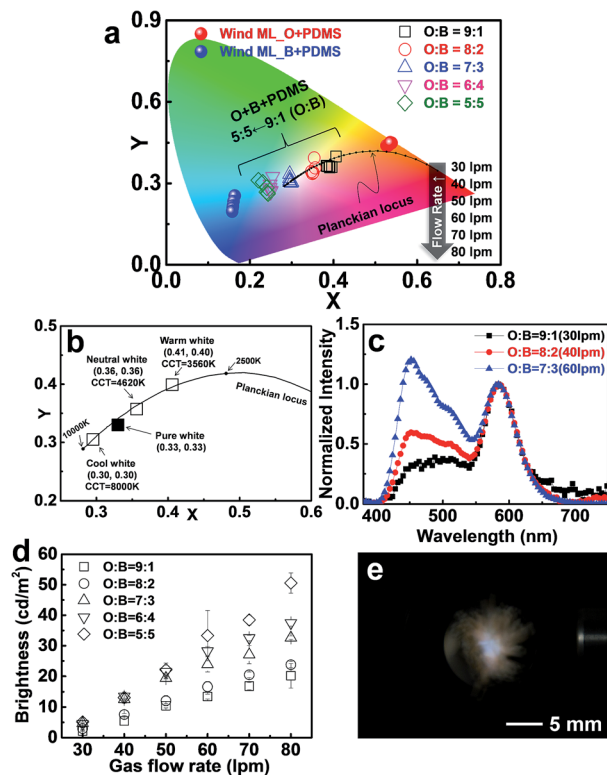 a
Wind ML_O+PDMS
Wind ML_B+PDMS
O:B = 9:1
O:B = 8:2
O:B = 7:3
O:B = 6:4
O:B = 5:5
O+B+PDMS
5:5←9:1 (O:B)
Planckian locus
Flow Rate ↑
30 lpm
40 lpm
50 lpm
60 lpm
70 lpm
80 lpm
0.9
0.6
0.3
0.0
Y
0.0 0.2 0.4 0.6 0.8
X
b
Warm white
(0.41, 0.40)
CCT=3560K
Neutral white
(0.36, 0.36)
CCT=4620K
2500K
Planckian locus
10000K
Pure white
(0.33, 0.33)
Cool white
(0.30, 0.30)
CCT=8000K
0.5
0.4
0.3
0.2
Y
0.3 0.4 0.5 0.6
X
c
O:B=9:1(30lpm)
O:B=8:2(40lpm)
O:B=7:3(60lpm)
1.5
1.25
1.0
0.75
0.5
0.25
0.0
Normalized Intensity
400 500 600 700
Wavelength (nm)
d
O:B=9:1
O:B=8:2
O:B=7:3
O:B=6:4
O:B=5:5
60
50
40
30
20
10
0
Brightness (cd/m²)
30 40 50 60 70 80
Gas flow rate (lpm)
e
5 mm